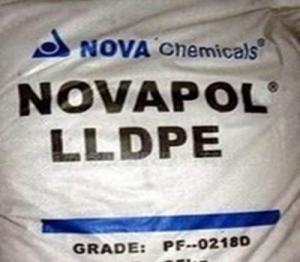 NOVA Chemicals®
NOVAPOL®
LLDPE
GRADE: PF--0218D